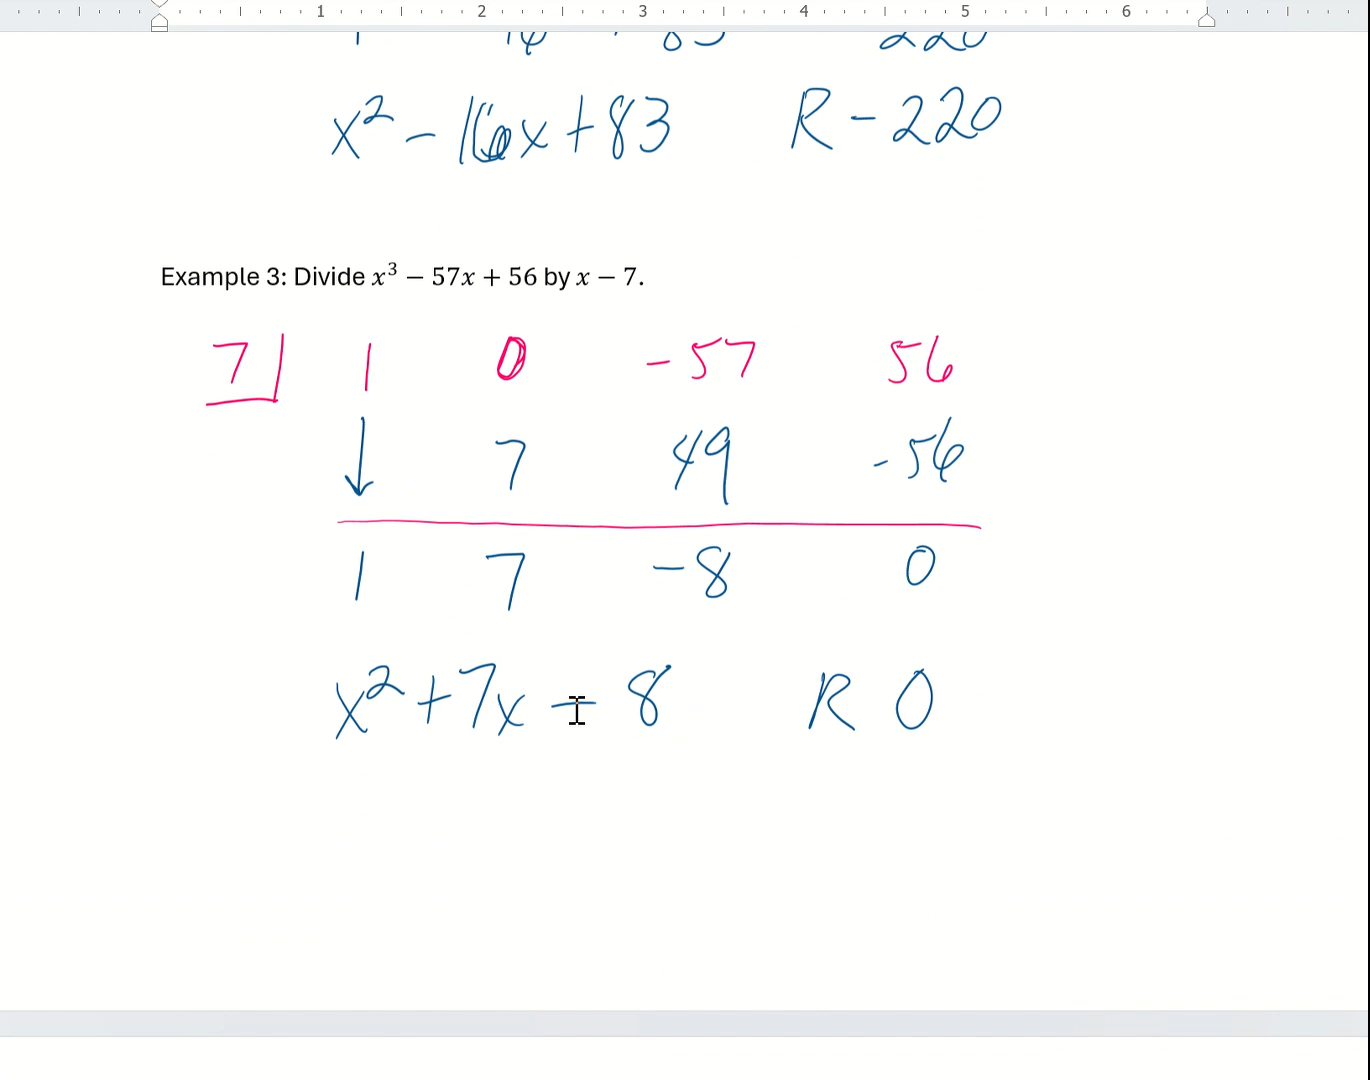 1 2 3 4 5 6
x² - 16x + 83 R - 220
Example 3: Divide x³ − 57x + 56 by x − 7.
7 1 0 -57 56
↓ 7 49 -56
1 7 -8 0
x² + 7x - 8 R 0